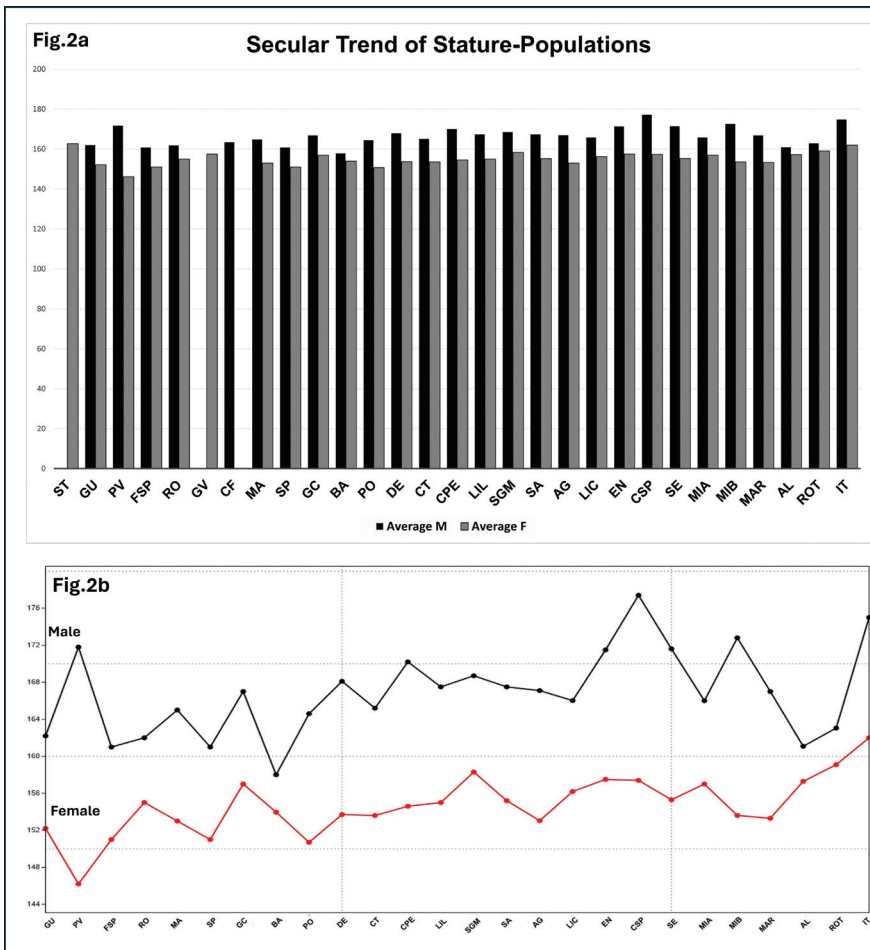 Fig.2a
Secular Trend of Stature-Populations
200
180
160
140
120
100
80
60
40
20
0
ST GU PV FSP RO GV CF MA SP GC BA PO DE CT CPE LIL SGM SA AG LIC EN CSP SE MIA MIB MAR AL ROT IT
Average M Average F
Fig.2b
176
Male
172
168
164
160
156
Female
152
148
144
GU PV FSP RO MA SP GC BA PO DE CT CPE LIL SGM SA AG LIC EN CSP SE MIA MIB MAR AL ROT IT